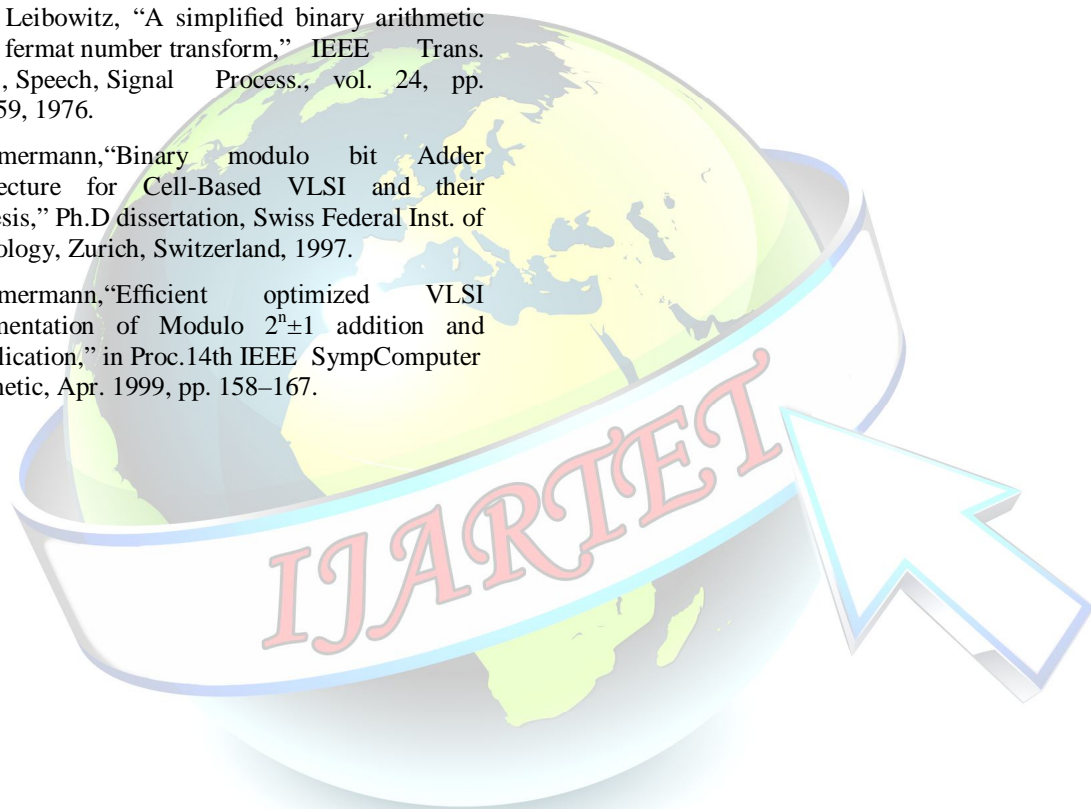 Leibowitz, “A simplified binary arithmetic
fermat number transform,” IEEE Trans.
, Speech, Signal Process., vol. 24, pp.
59, 1976.
mermann,“Binary modulo bit Adder
ecture for Cell-Based VLSI and their
esis,” Ph.D dissertation, Swiss Federal Inst. of
ology, Zurich, Switzerland, 1997.
mermann,“Efficient optimized VLSI
mentation of Modulo 2ⁿ±1 addition and
lication,” in Proc.14th IEEE SympComputer
metic, Apr. 1999, pp. 158–167.
IJARTET